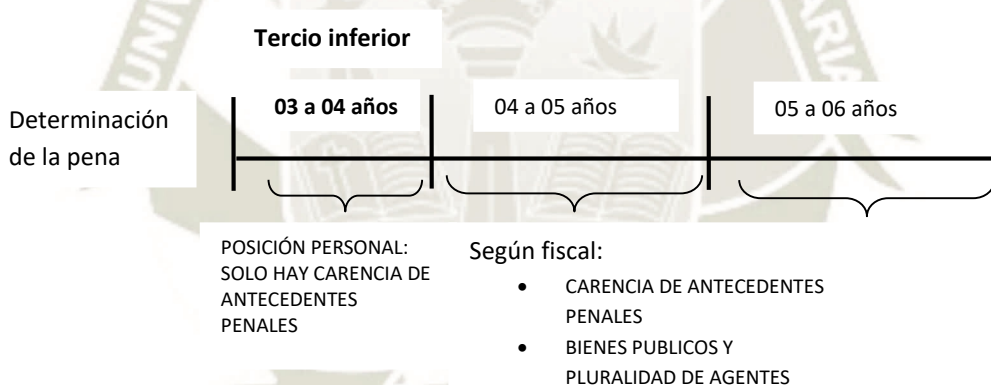 Tercio inferior
Determinación
de la pena
03 a 04 años
04 a 05 años
05 a 06 años
POSICIÓN PERSONAL:
SOLO HAY CARENCIA DE
ANTECEDENTES
PENALES
Según fiscal:
• CARENCIA DE ANTECEDENTES
PENALES
• BIENES PUBLICOS Y
PLURALIDAD DE AGENTES